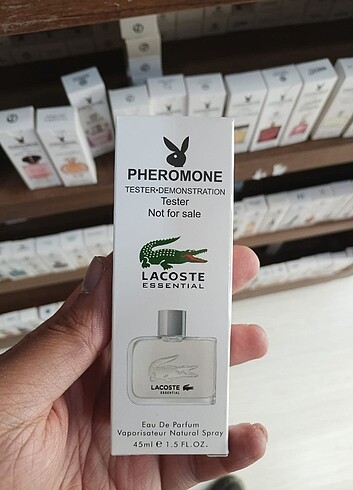 PHEROMONE
TESTER•DEMONSTRATION
Tester
Not for sale
LACOSTE
ESSENTIAL
LACOSTE
ESSENTIAL
Eau De Parfum
Vaporisateur Natural Spray
45ml ℮ 1.5 FL.OZ.